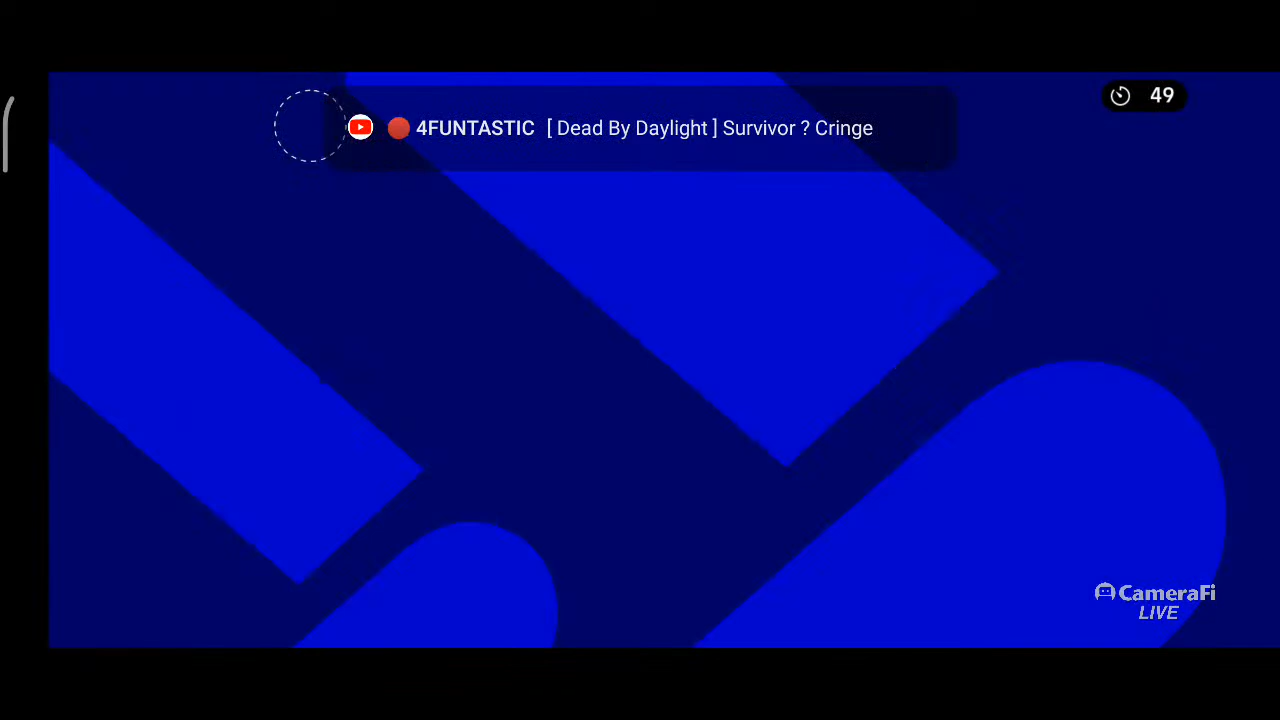 🔴 4FUNTASTIC [ Dead By Daylight ] Survivor ? Cringe
49
CameraFi
LIVE